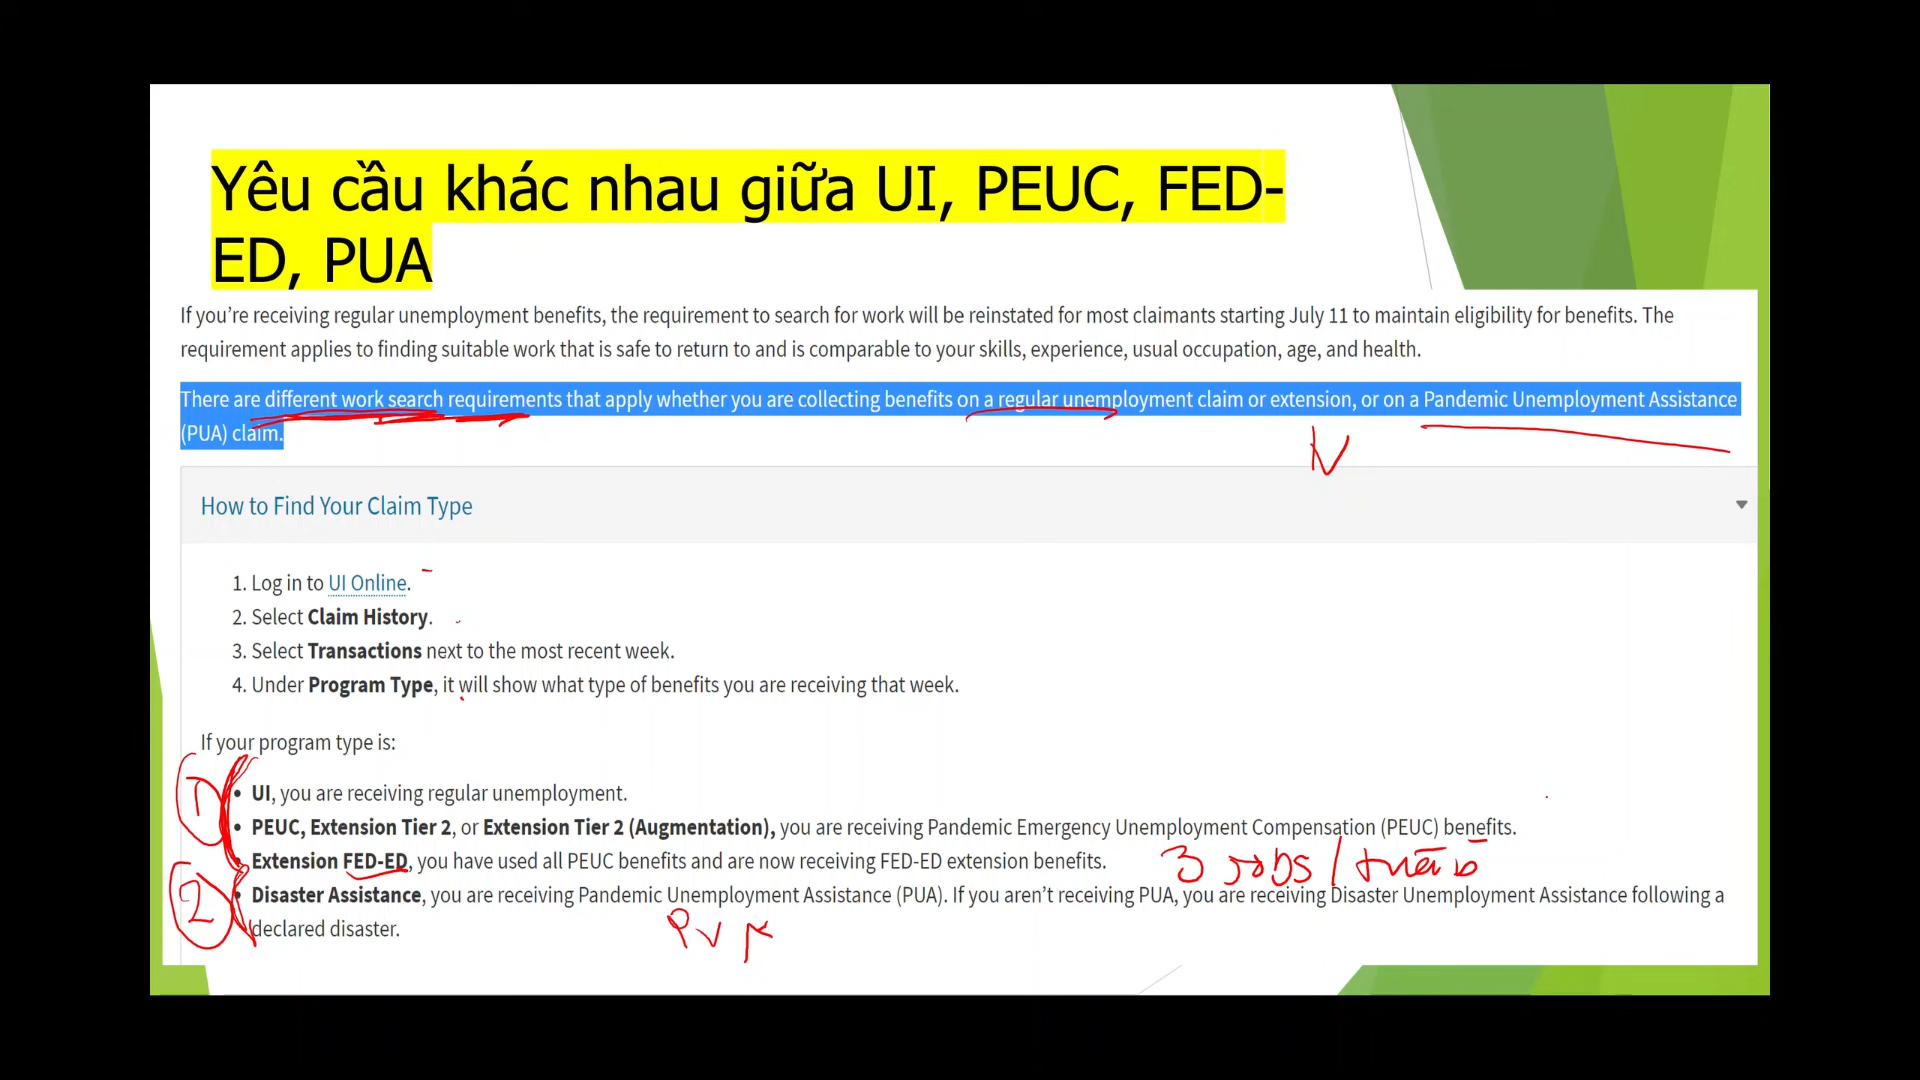 Yêu cầu khác nhau giữa UI, PEUC, FED-
ED, PUA
If you’re receiving regular unemployment benefits, the requirement to search for work will be reinstated for most claimants starting July 11 to maintain eligibility for benefits. The
requirement applies to finding suitable work that is safe to return to and is comparable to your skills, experience, usual occupation, age, and health.
There are different work search requirements that apply whether you are collecting benefits on a regular unemployment claim or extension, or on a Pandemic Unemployment Assistance
(PUA) claim.
How to Find Your Claim Type
1. Log in to UI Online.
2. Select Claim History.
3. Select Transactions next to the most recent week.
4. Under Program Type, it will show what type of benefits you are receiving that week.
If your program type is:
1
• UI, you are receiving regular unemployment.
• PEUC, Extension Tier 2, or Extension Tier 2 (Augmentation), you are receiving Pandemic Emergency Unemployment Compensation (PEUC) benefits.
• Extension FED-ED, you have used all PEUC benefits and are now receiving FED-ED extension benefits.
3 jobs /
2
• Disaster Assistance, you are receiving Pandemic Unemployment Assistance (PUA). If you aren’t receiving PUA, you are receiving Disaster Unemployment Assistance following a
declared disaster.